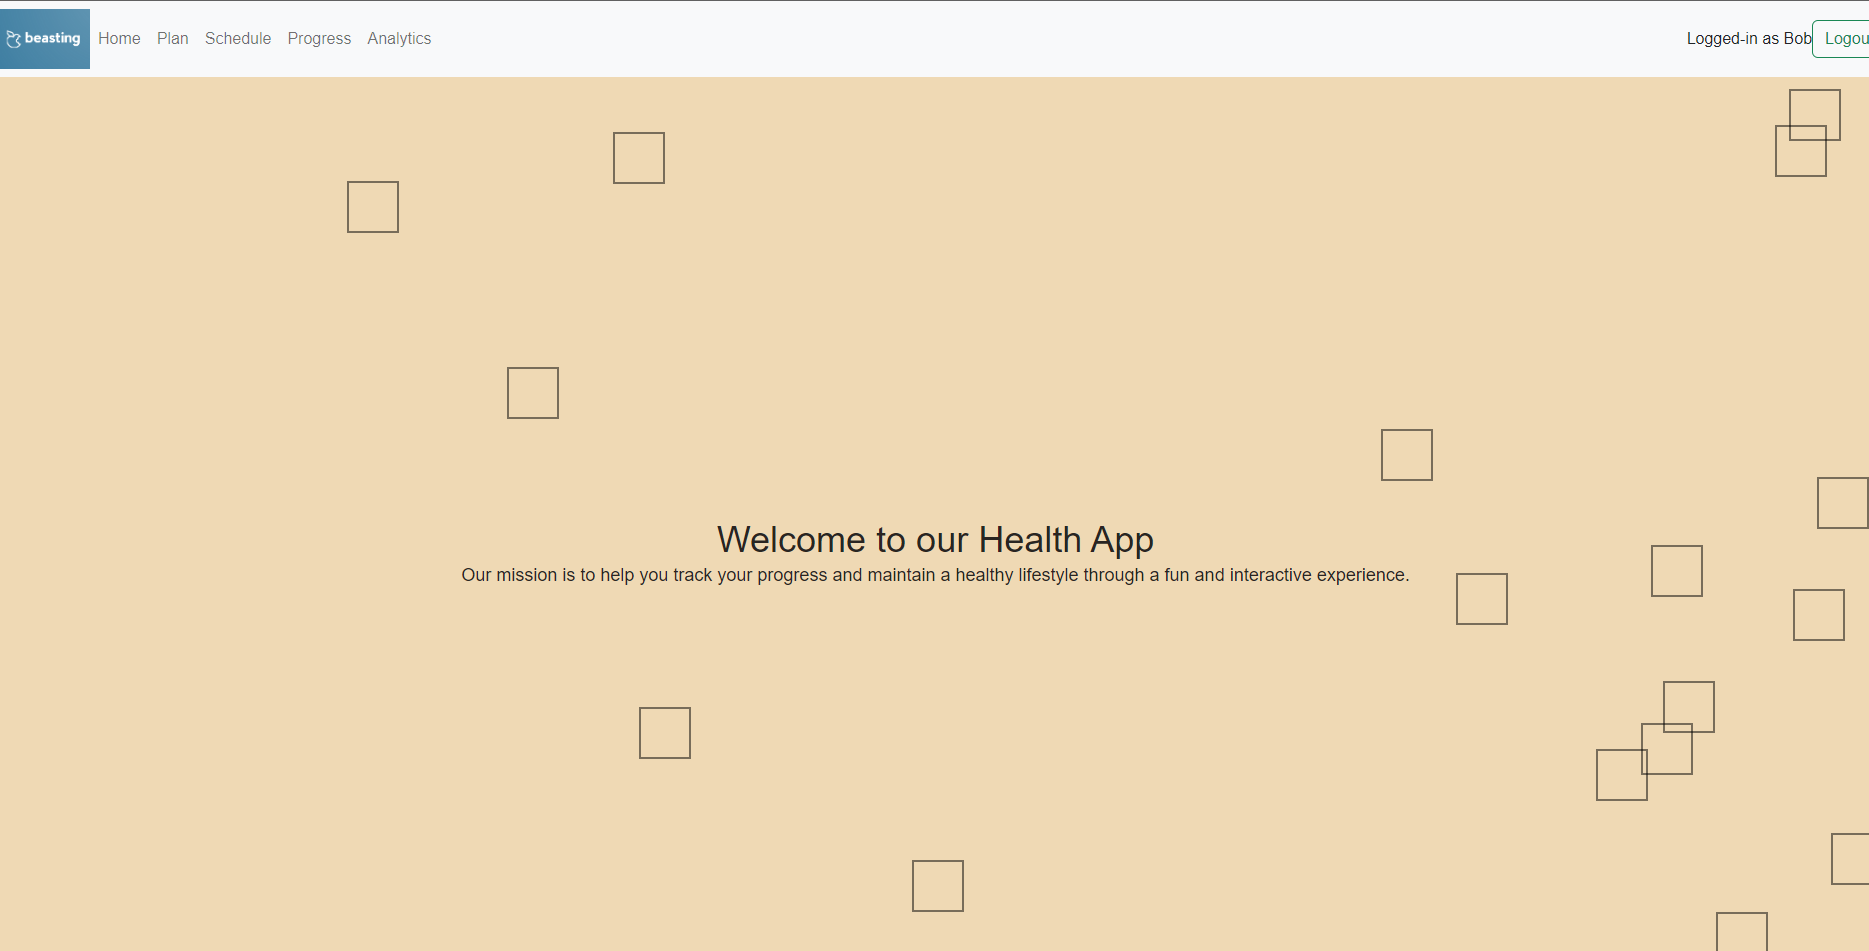 beasting Home Plan Schedule Progress Analytics Logged-in as Bob Logou
Welcome to our Health App
Our mission is to help you track your progress and maintain a healthy lifestyle through a fun and interactive experience.